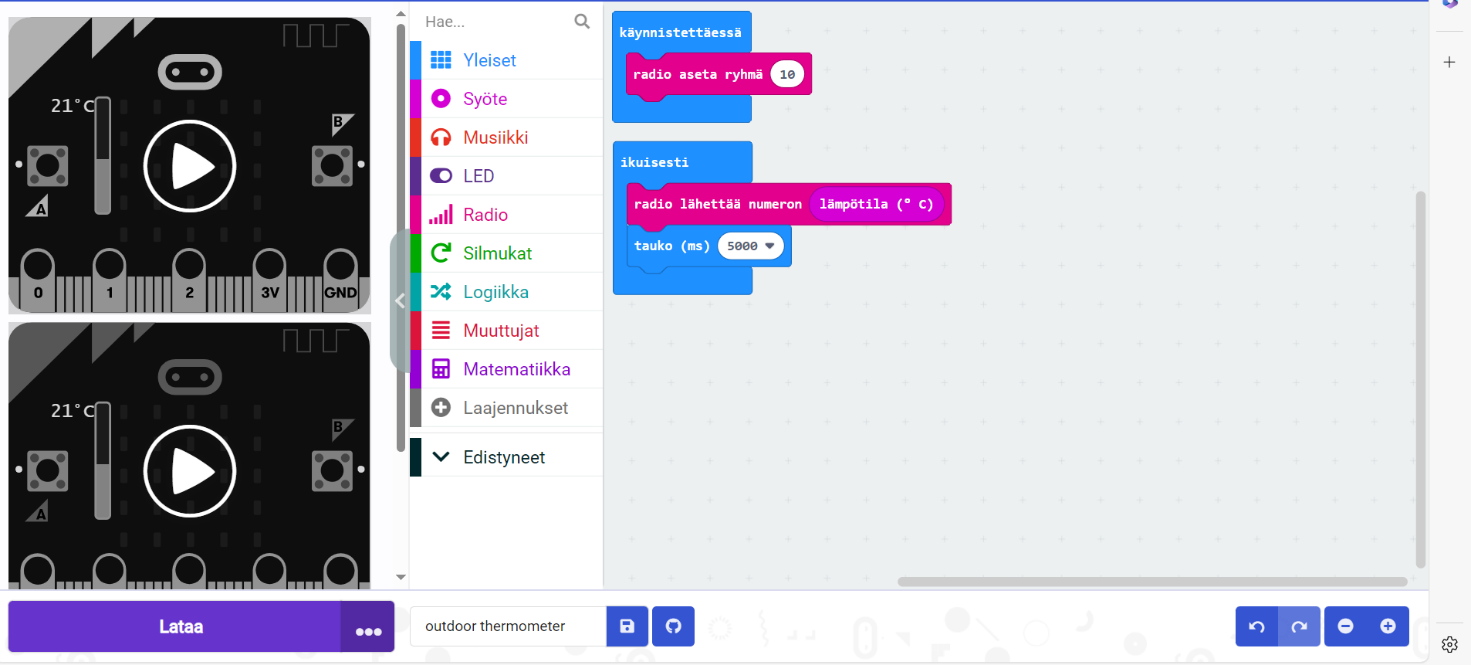 21°C
B
A
0
1
2
3V
GND
21°C
B
A
Lataa
Hae...
Yleiset
Syöte
Musiikki
LED
Radio
Silmukat
Logiikka
Muuttujat
Matematiikka
Laajennukset
Edistyneet
outdoor thermometer
käynnistettäessä
radio aseta ryhmä 10
ikuisesti
radio lähettää numeron lämpötila (° C)
tauko (ms) 5000